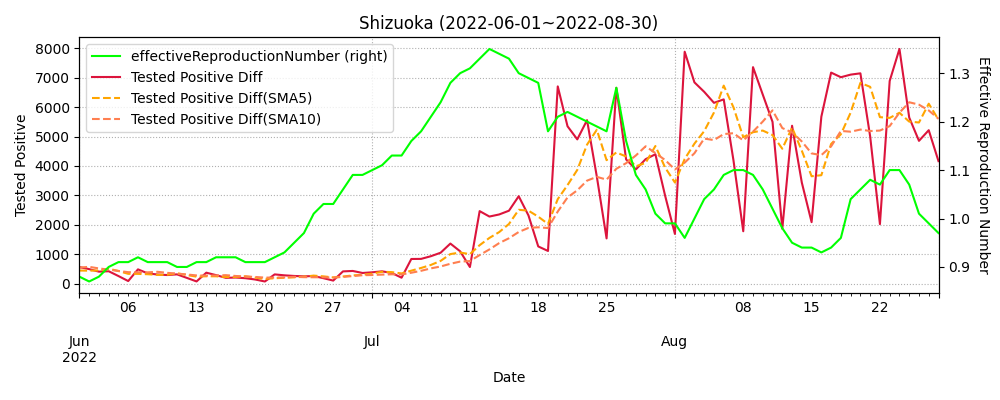 Shizuoka (2022-06-01~2022-08-30)
effectiveReproductionNumber (right)
Tested Positive Diff
Tested Positive Diff(SMA5)
Tested Positive Diff(SMA10)
Tested Positive
8000
7000
6000
5000
4000
3000
2000
1000
0
Effective Reproduction Number
1.3
1.2
1.1
1.0
0.9
06 13 20 27 04 11 18 25 08 15 22
Jun Jul Aug
2022
Date